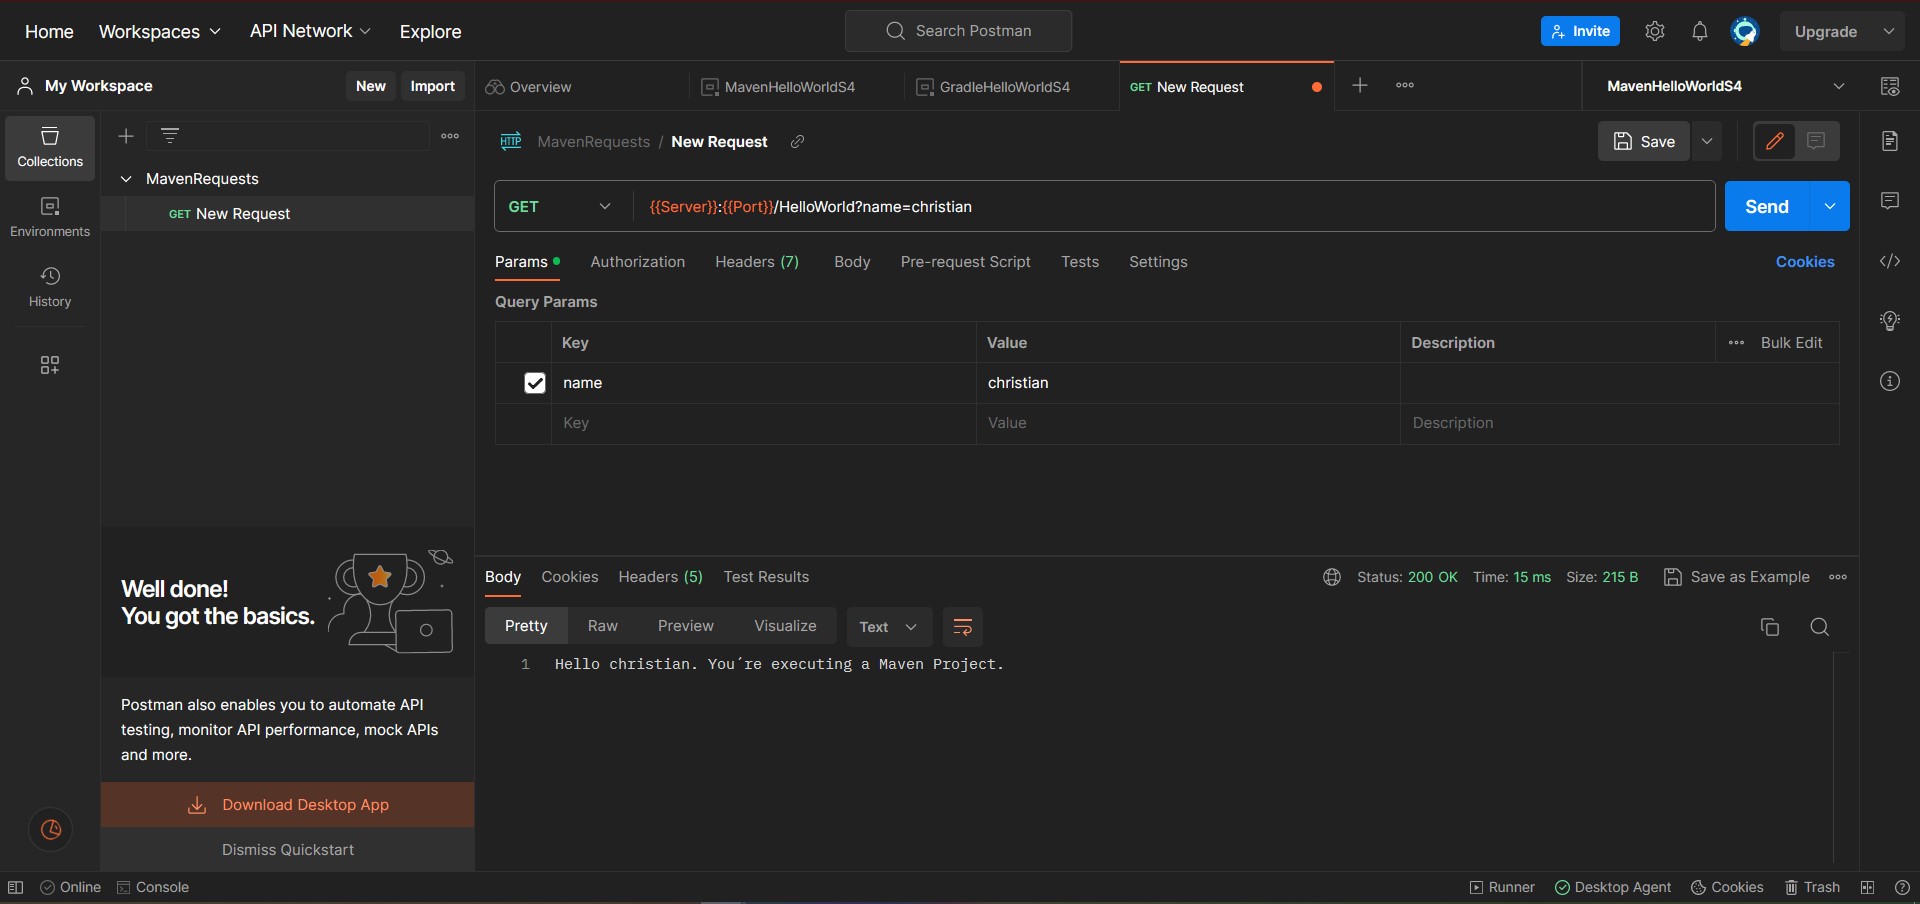 Home Workspaces API Network Explore Search Postman Invite Upgrade
My Workspace New Import Overview MavenHelloWorldS4 GradleHelloWorldS4 GET New Request MavenHelloWorldS4
Collections
Environments
History
MavenRequests
GET New Request
Well done!
You got the basics.
Postman also enables you to automate API
testing, monitor API performance, mock APIs
and more.
Download Desktop App
Dismiss Quickstart
HTTP MavenRequests / New Request Save
GET {{Server}}:{{Port}}/HelloWorld?name=christian Send
Params Authorization Headers (7) Body Pre-request Script Tests Settings Cookies
Query Params
Key Value Description Bulk Edit
name christian
Key Value Description
Body Cookies Headers (5) Test Results Status: 200 OK Time: 15 ms Size: 215 B Save as Example
Pretty Raw Preview Visualize Text
1 Hello christian. You´re executing a Maven Project.
Online Console Runner Desktop Agent Cookies Trash